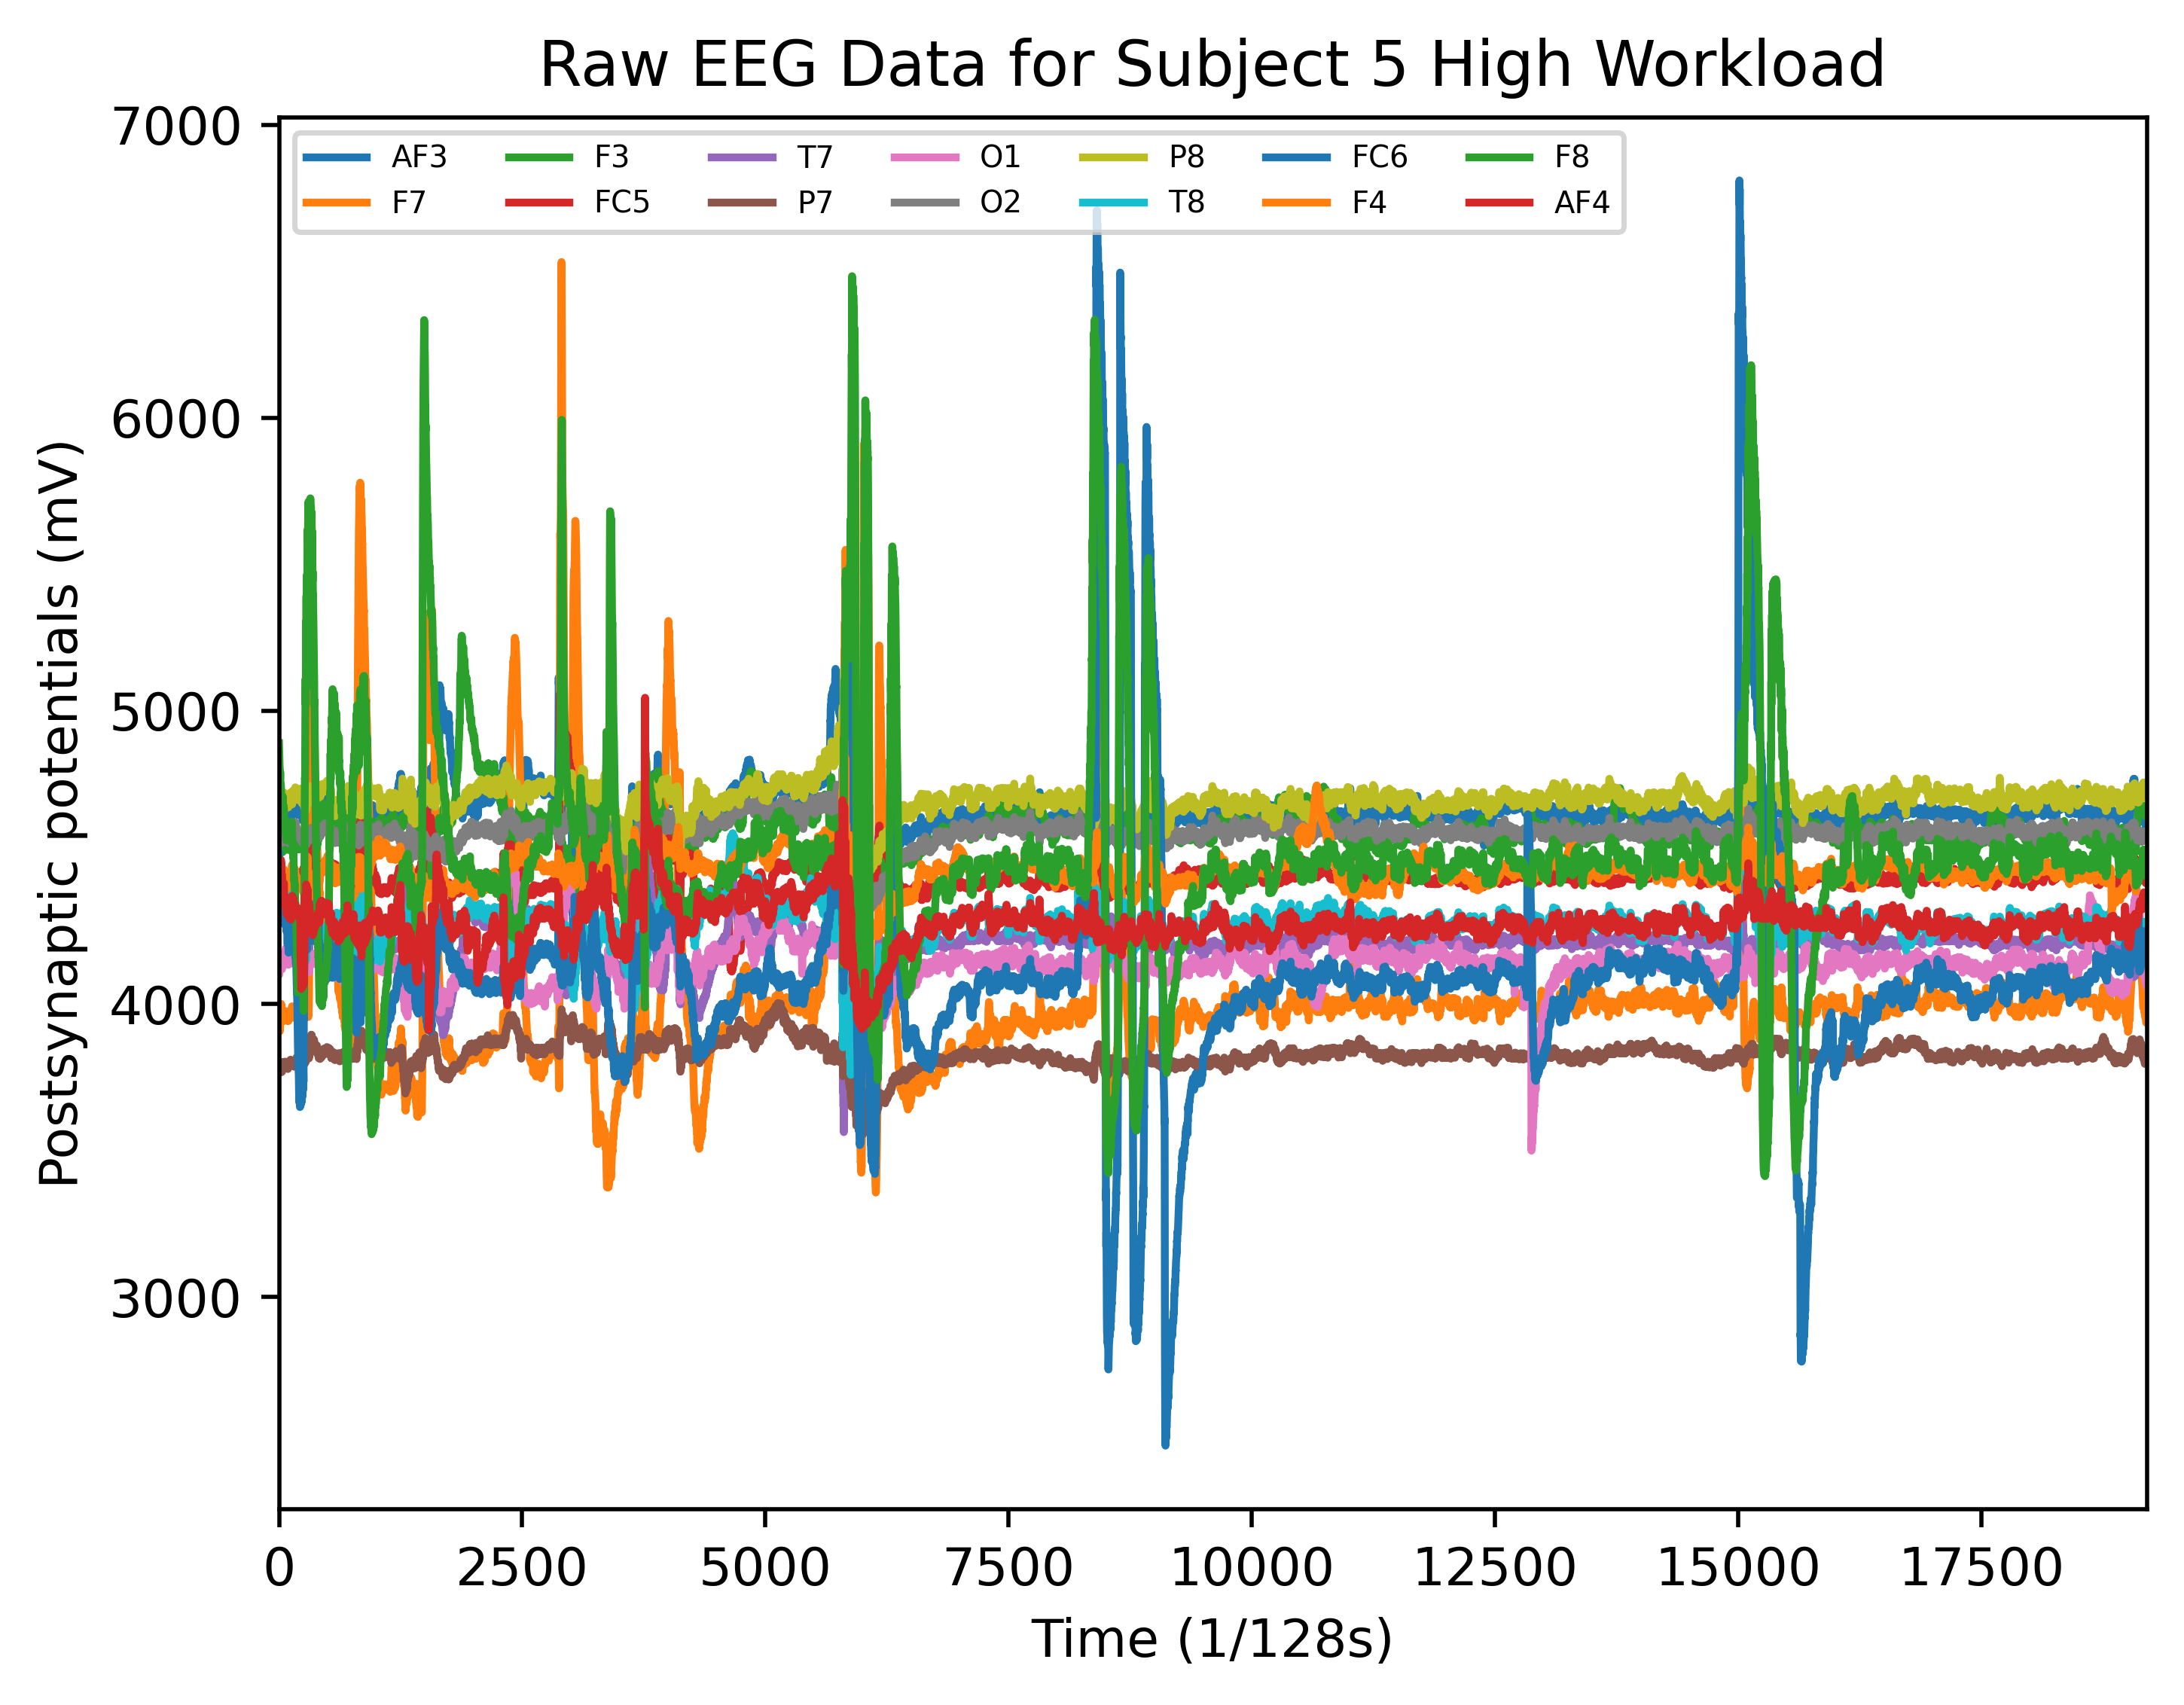 Raw EEG Data for Subject 5 High Workload
7000
6000
5000
4000
3000
Postsynaptic potentials (mV)
AF3 F3 T7 O1 P8 FC6 F8
F7 FC5 P7 O2 T8 F4 AF4
0 2500 5000 7500 10000 12500 15000 17500
Time (1/128s)